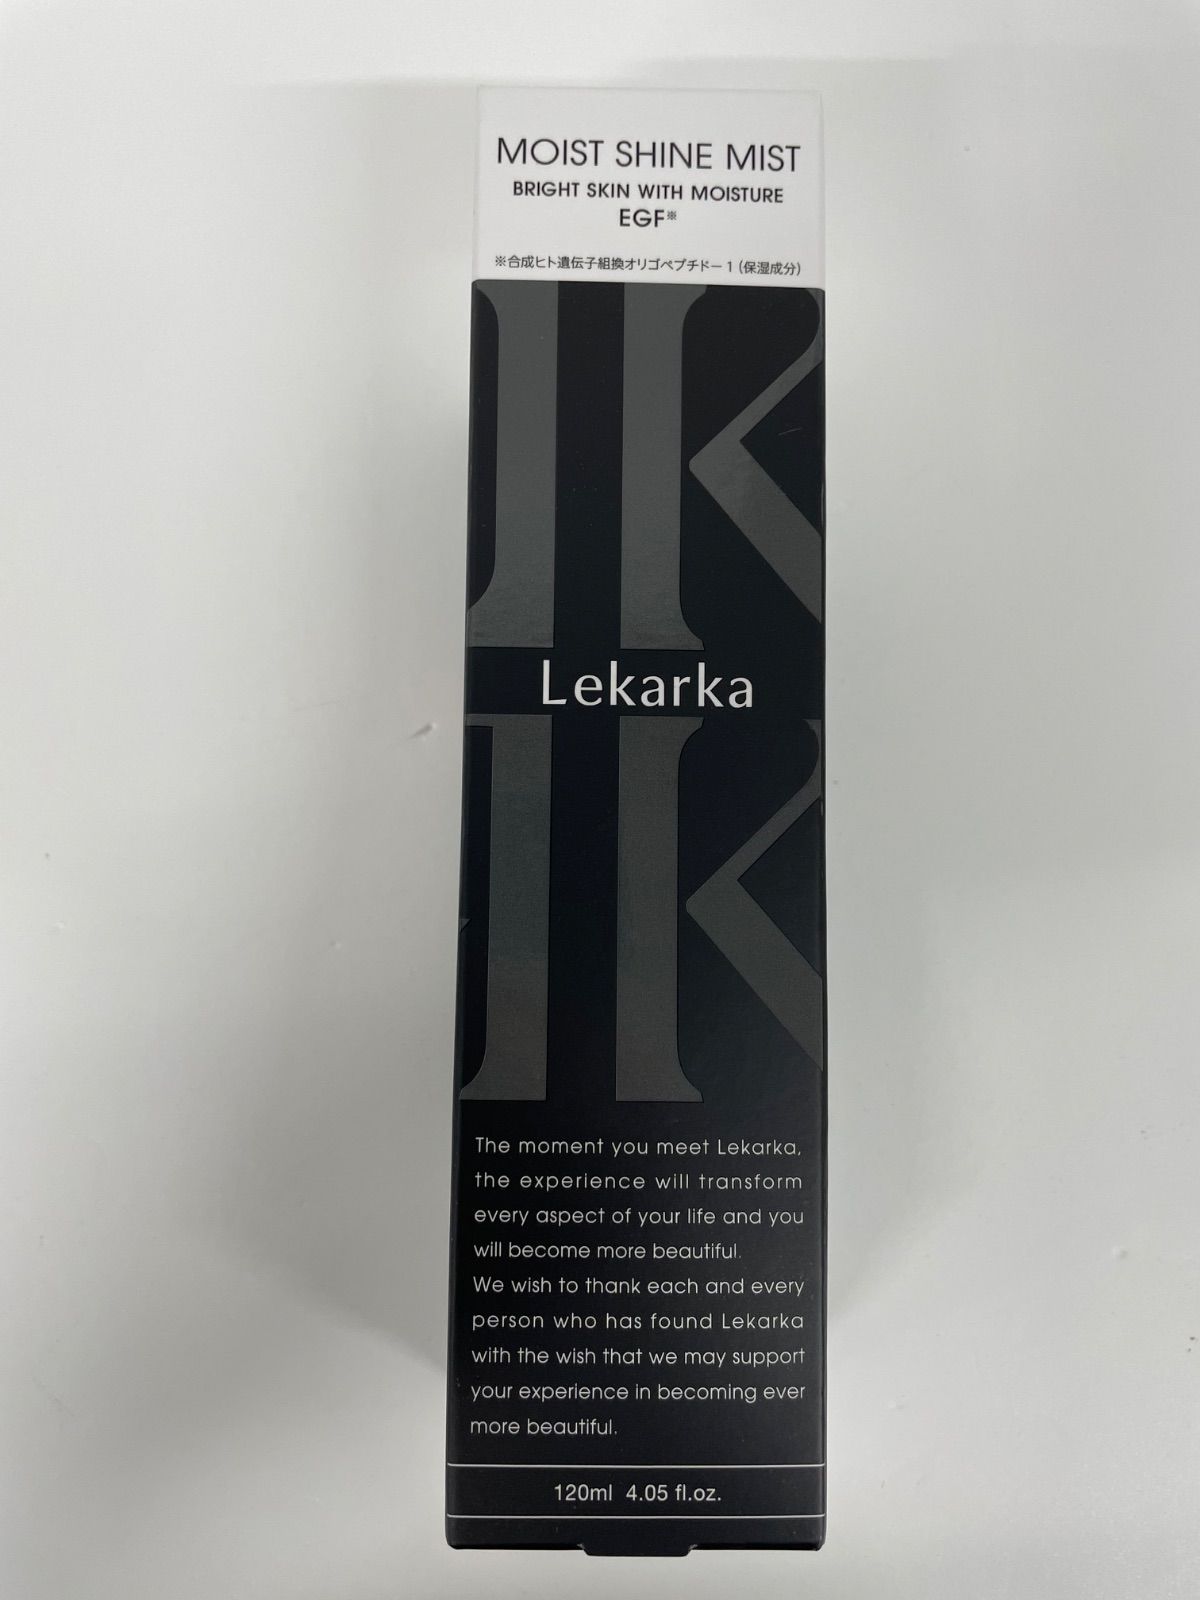 MOIST SHINE MIST
BRIGHT SKIN WITH MOISTURE
EGF※
※合成ヒト遺伝子組換オリゴペプチドー1（保湿成分）
Lekarka
The moment you meet Lekarka,
the experience will transform
every aspect of your life and you
will become more beautiful.
We wish to thank each and every
person who has found Lekarka
with the wish that we may support
your experience in becoming ever
more beautiful.
120ml 4.05 fl.oz.